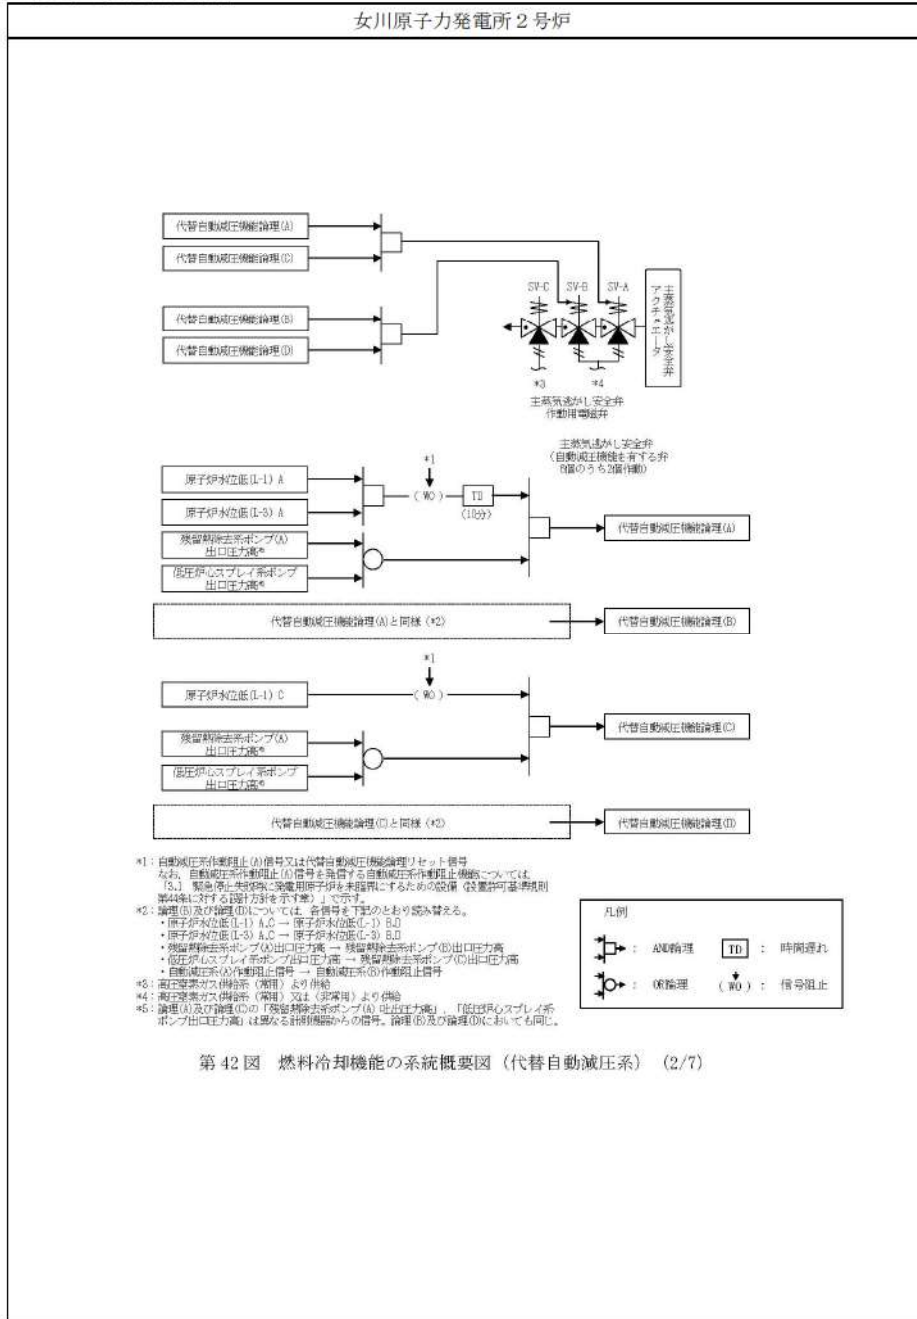 女川原子力発電所２号炉
代替自動減圧機能論理(A)
代替自動減圧機能論理(C)
代替自動減圧機能論理(B)
代替自動減圧機能論理(D)
SV-C SV-B SV-A
主蒸気逃がし安全弁
アクチュエータ
*3 *4
主蒸気逃がし安全弁
作動用電磁弁
主蒸気逃がし安全弁
（自動減圧機能を有する弁
6個のうち2個作動）
*1
原子炉水位低(L-1) A
(WO)
TD
(10分)
原子炉水位低(L-3) A
代替自動減圧機能論理(A)
残留熱除去系ポンプ(A)
出口圧力高*5
低圧炉心スプレイ系ポンプ
出口圧力高*5
代替自動減圧機能論理(A)と同様 (*2)
代替自動減圧機能論理(B)
*1
原子炉水位低(L-1) C
(WO)
代替自動減圧機能論理(C)
残留熱除去系ポンプ(A)
出口圧力高*5
低圧炉心スプレイ系ポンプ
出口圧力高*5
代替自動減圧機能論理(C)と同様 (*2)
代替自動減圧機能論理(D)
*1：自動減圧系作動阻止(A)信号又は代替自動減圧機能論理リセット信号
なお，自動減圧系作動阻止(A)信号を発信する自動減圧系作動阻止機能については，
「3.1 緊急停止失敗時に発電用原子炉を未臨界にするための設備（設置許可基準規則
第44条に対する設計方針を示す章）」で示す。
*2：論理(B)及び論理(D)については，各信号を下記のとおり読み替える。
・原子炉水位低(L-1) A,C → 原子炉水位低(L-1) B,D
・原子炉水位低(L-3) A,C → 原子炉水位低(L-3) B,D
・残留熱除去系ポンプ(A)出口圧力高 → 残留熱除去系ポンプ(B)出口圧力高
・低圧炉心スプレイ系ポンプ出口圧力高 → 残留熱除去系ポンプ(C)出口圧力高
・自動減圧系(A)作動阻止信号 → 自動減圧系(B)作動阻止信号
*3：高圧窒素ガス供給系（常用）より供給
*4：高圧窒素ガス供給系（常用）又は（非常用）より供給
*5：論理(A)及び論理(C)の「残留熱除去系ポンプ(A) 吐出圧力高」，「低圧炉心スプレイ系
ポンプ出口圧力高」は異なる計測機器からの信号。論理(B)及び論理(D)においても同じ。
凡例
： AND論理 TD ： 時間遅れ
： OR論理 (WO) ： 信号阻止
第 42 図 燃料冷却機能の系統概要図（代替自動減圧系）（2/7）